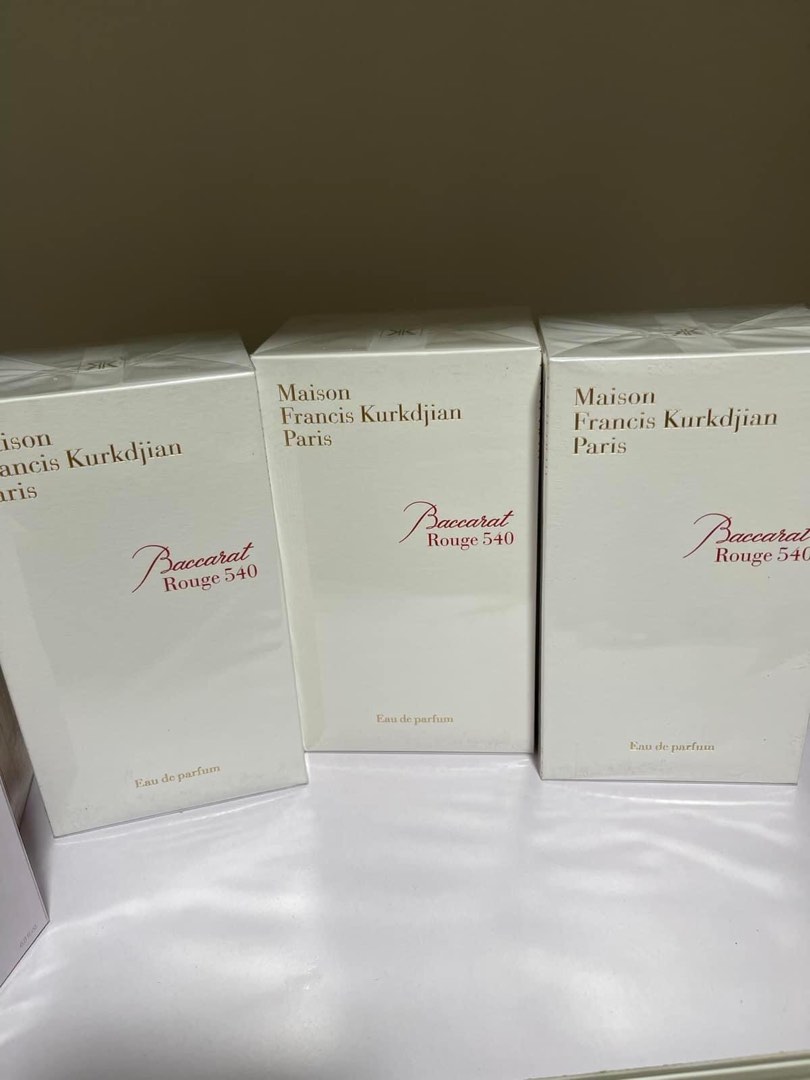 ison
ancis Kurkdjian
aris
Baccarat
Rouge 540
Eau de parfum
Maison
Francis Kurkdjian
Paris
Baccarat
Rouge 540
Eau de parfum
Maison
Francis Kurkdjian
Paris
Baccarat
Rouge 540
Eau de parfum